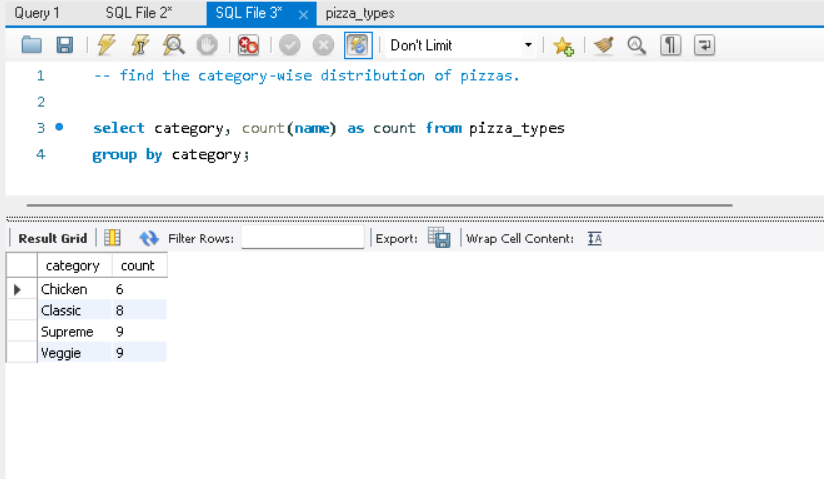 Query 1 SQL File 2* SQL File 3* × pizza_types
Don't Limit
1 -- find the category-wise distribution of pizzas.
2
3 select category, count(name) as count from pizza_types
4 group by category;
Result Grid Filter Rows: Export: Wrap Cell Content: IA
category count
Chicken 6
Classic 8
Supreme 9
Veggie 9